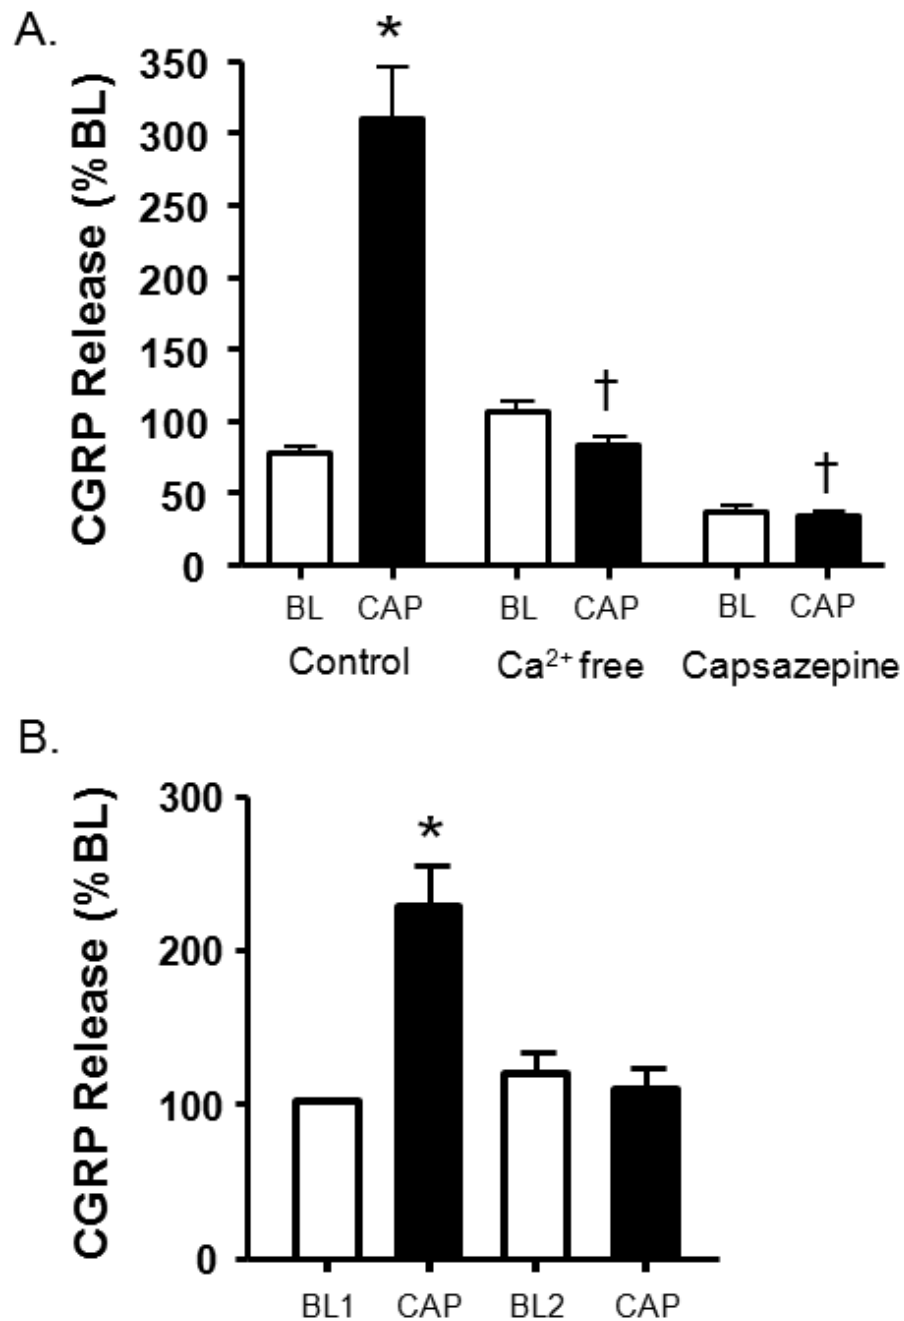 A.
*
CGRP Release (% BL)
350
300
250
200
150
100
50
0
†
†
BL CAP BL CAP BL CAP
Control Ca²⁺ free Capsazepine
B.
CGRP Release (% BL)
300
200
100
0
*
BL1 CAP BL2 CAP